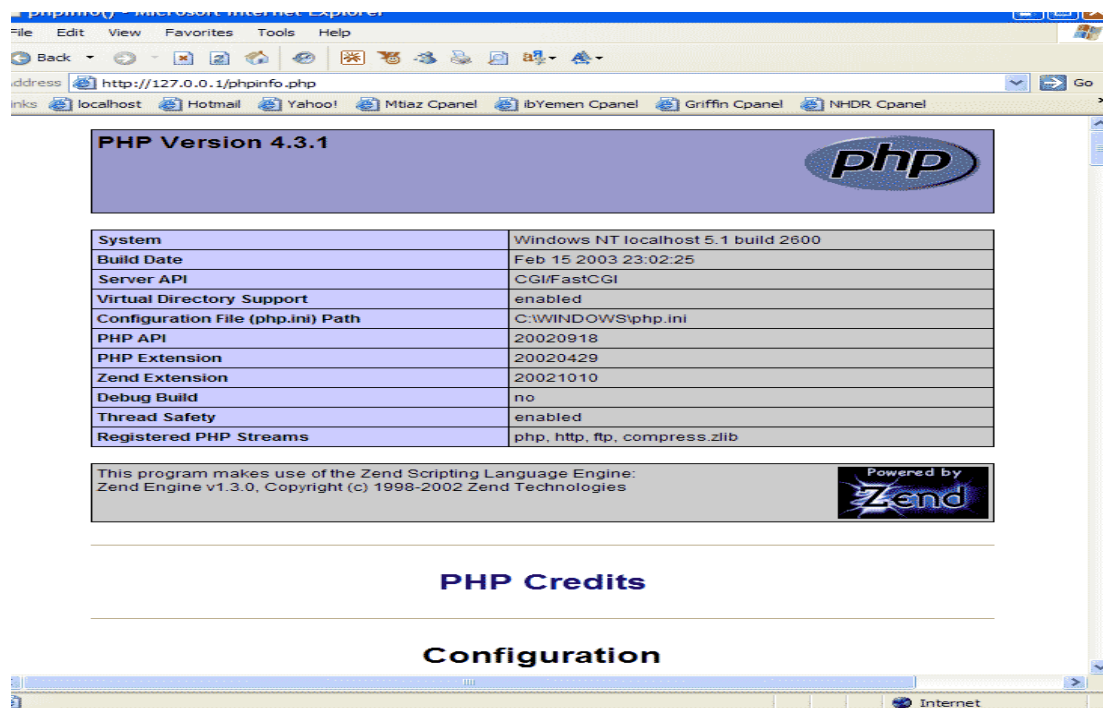 phpinfo() - Microsoft Internet Explorer
File Edit View Favorites Tools Help
Back
Address http://127.0.0.1/phpinfo.php Go
Links localhost Hotmail Yahoo! Mtiaz Cpanel ibYemen Cpanel Griffin Cpanel NHDR Cpanel
PHP Version 4.3.1
php
System Windows NT localhost 5.1 build 2600
Build Date Feb 15 2003 23:02:25
Server API CGI/FastCGI
Virtual Directory Support enabled
Configuration File (php.ini) Path C:\WINDOWS\php.ini
PHP API 20020918
PHP Extension 20020429
Zend Extension 20021010
Debug Build no
Thread Safety enabled
Registered PHP Streams php, http, ftp, compress.zlib
This program makes use of the Zend Scripting Language Engine:
Zend Engine v1.3.0, Copyright (c) 1998-2002 Zend Technologies
Powered by
Zend
PHP Credits
Configuration
Internet